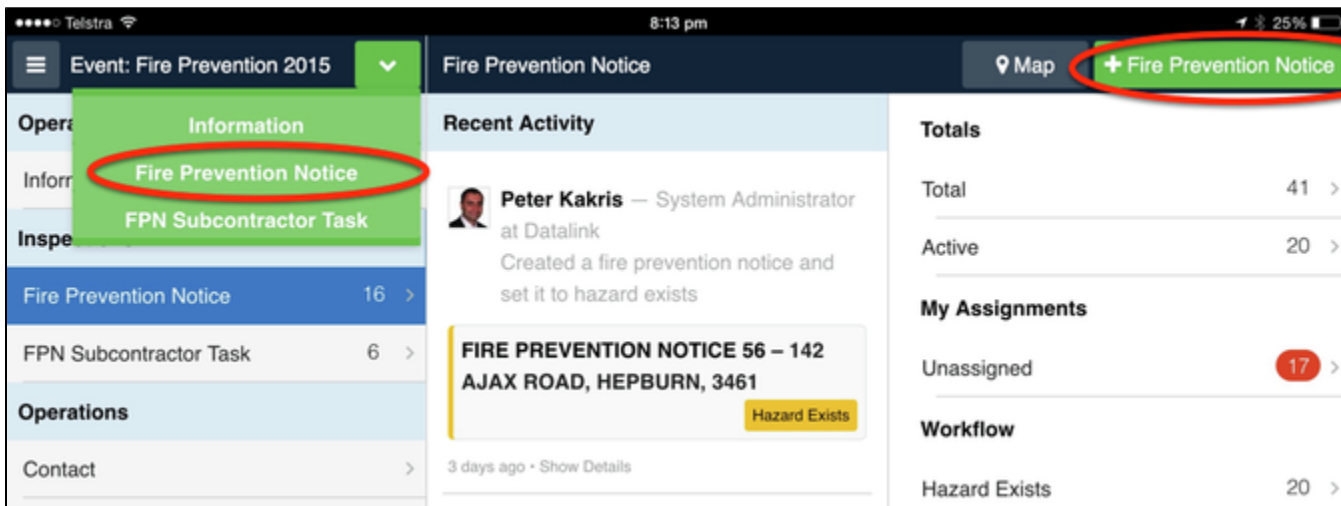 Telstra
8:13 pm
25%
Event: Fire Prevention 2015
Fire Prevention Notice
Map
+ Fire Prevention Notice
Information
Fire Prevention Notice
FPN Subcontractor Task
Fire Prevention Notice 16
FPN Subcontractor Task 6
Operations
Contact
Recent Activity
Peter Kakris — System Administrator
at Datalink
Created a fire prevention notice and
set it to hazard exists
FIRE PREVENTION NOTICE 56 – 142
AJAX ROAD, HEPBURN, 3461
Hazard Exists
3 days ago • Show Details
Totals
Total 41
Active 20
My Assignments
Unassigned 17
Workflow
Hazard Exists 20